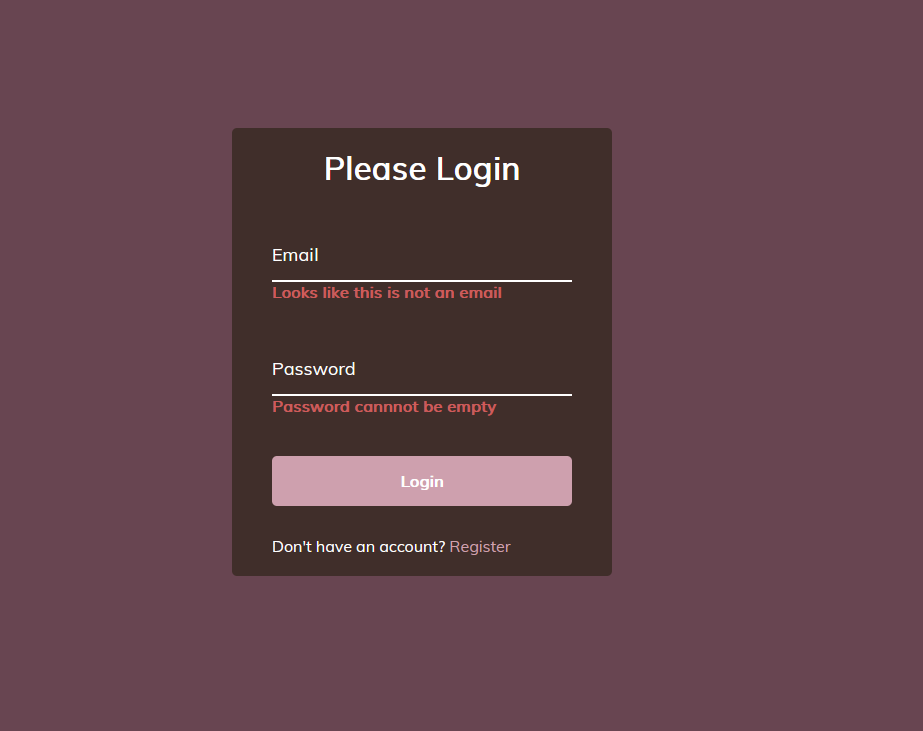 Please Login
Email
Looks like this is not an email
Password
Password cannnot be empty
Login
Don't have an account? Register